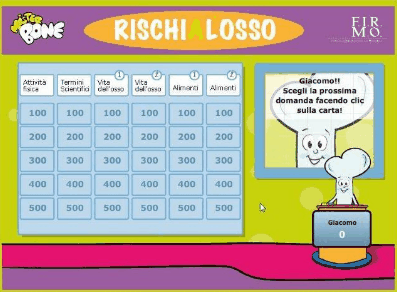 Mister
BONE
RISCHIALOSSO
F.I.R.
M.O.
Attività fisica
Termini Scientifici
Vita dell'osso 1
Vita dell'osso 2
Alimenti 1
Alimenti 2
100 100 100 100 100 100
200 200 200 200 200 200
300 300 300 300 300 300
400 400 400 400 400 400
500 500 500 500 500 500
Giacomo!!
Scegli la prossima
domanda facendo clic
sulla carta!
Giacomo
0